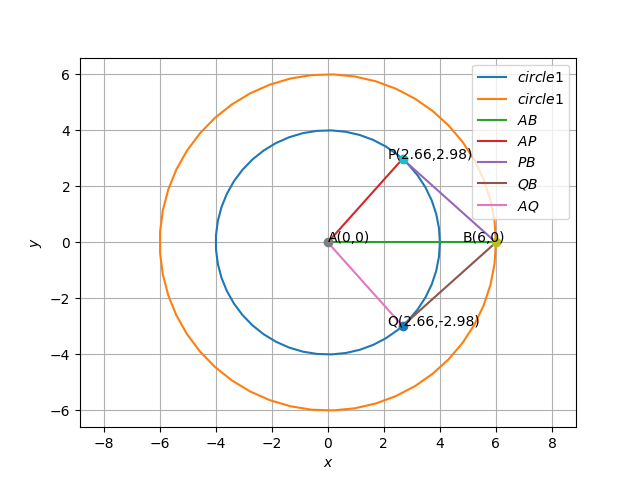 circle1
circle1
AB
AP
PB
QB
AQ
P(2.66,2.98)
A(0,0)
B(6,0)
Q(2.66,-2.98)
6
4
2
0
−2
−4
−6
y
−8
−6
−4
−2
0
2
4
6
8
x